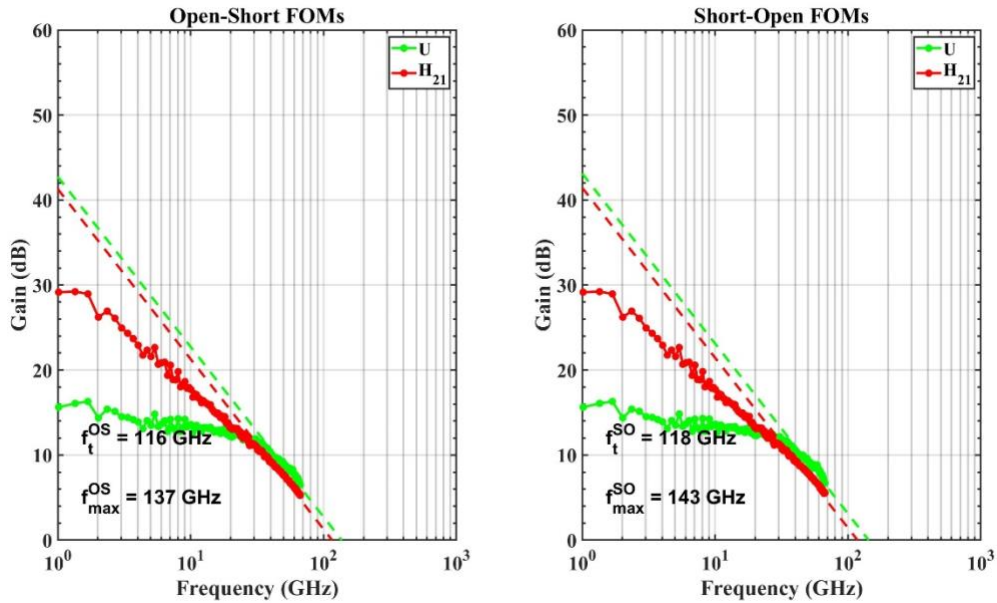 Open-Short FOMs
U
H21
Gain (dB)
60
50
40
30
20
10
0
f_t^OS = 116 GHz
f_max^OS = 137 GHz
10^0
10^1
10^2
10^3
Frequency (GHz)
Short-Open FOMs
U
H21
Gain (dB)
60
50
40
30
20
10
0
f_t^SO = 118 GHz
f_max^SO = 143 GHz
10^0
10^1
10^2
10^3
Frequency (GHz)